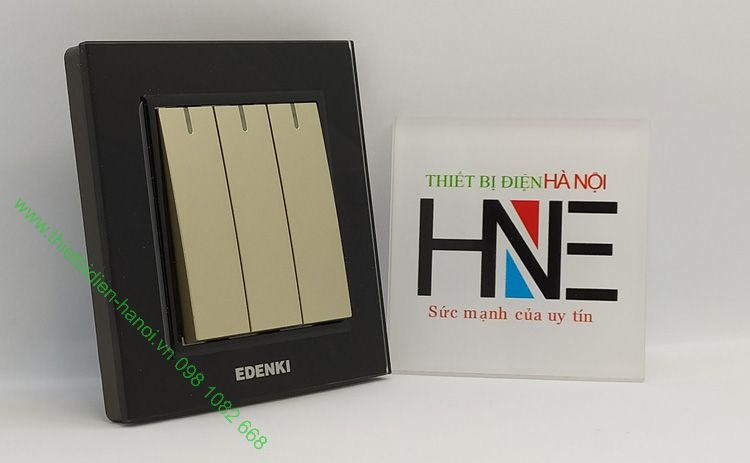 THIẾT BỊ ĐIỆN HÀ NỘI
HNE
Sức mạnh của uy tín
EDENKI
www.thietbidien-hanoi.vn 098 1082 668